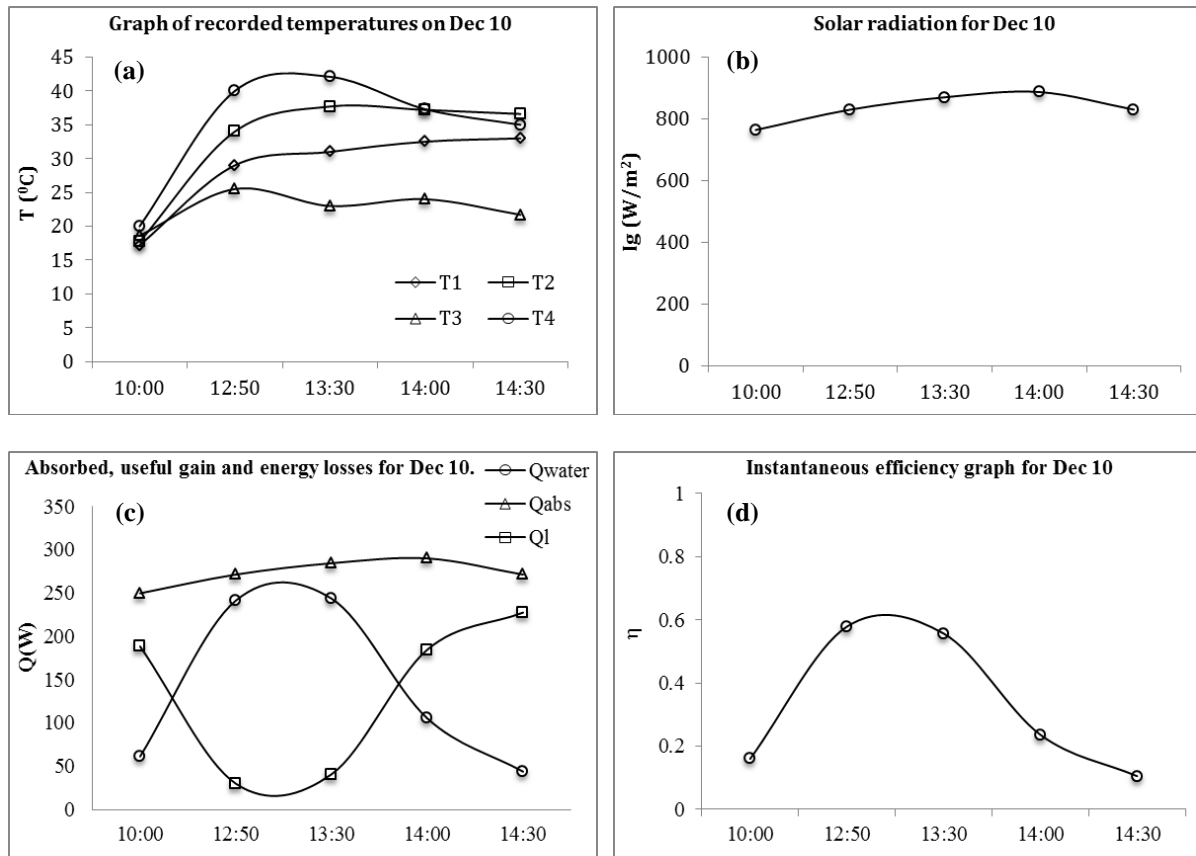 Graph of recorded temperatures on Dec 10
(a)
T (⁰C)
45
40
35
30
25
20
15
10
5
0
T1
T2
T3
T4
10:00 12:50 13:30 14:00 14:30
Solar radiation for Dec 10
(b)
Ig (W/m²)
1000
800
600
400
200
0
10:00 12:50 13:30 14:00 14:30
Absorbed, useful gain and energy losses for Dec 10.
Qwater
Qabs
Ql
(c)
Q(W)
350
300
250
200
150
100
50
0
10:00 12:50 13:30 14:00 14:30
Instantaneous efficiency graph for Dec 10
(d)
η
1
0.8
0.6
0.4
0.2
0
10:00 12:50 13:30 14:00 14:30